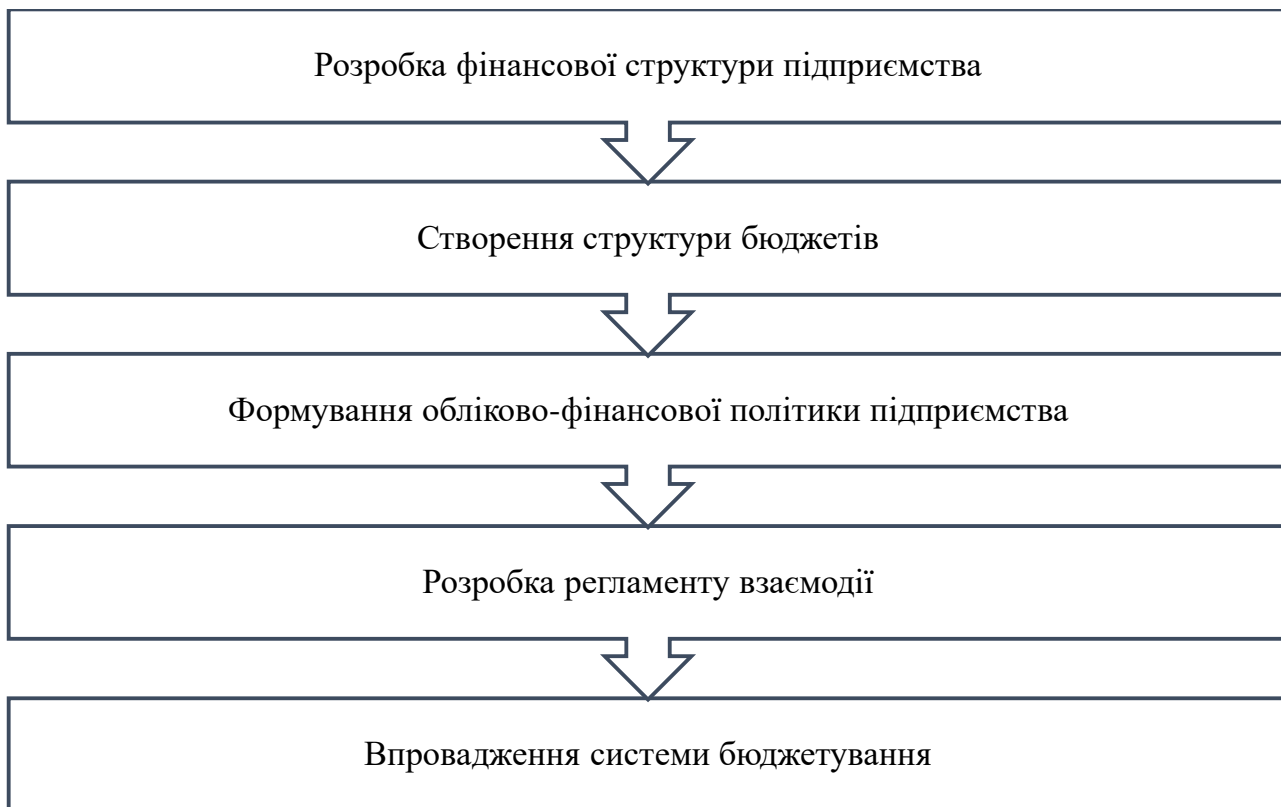 Розробка фінансової структури підприємства
Створення структури бюджетів
Формування обліково-фінансової політики підприємства
Розробка регламенту взаємодії
Впровадження системи бюджетування